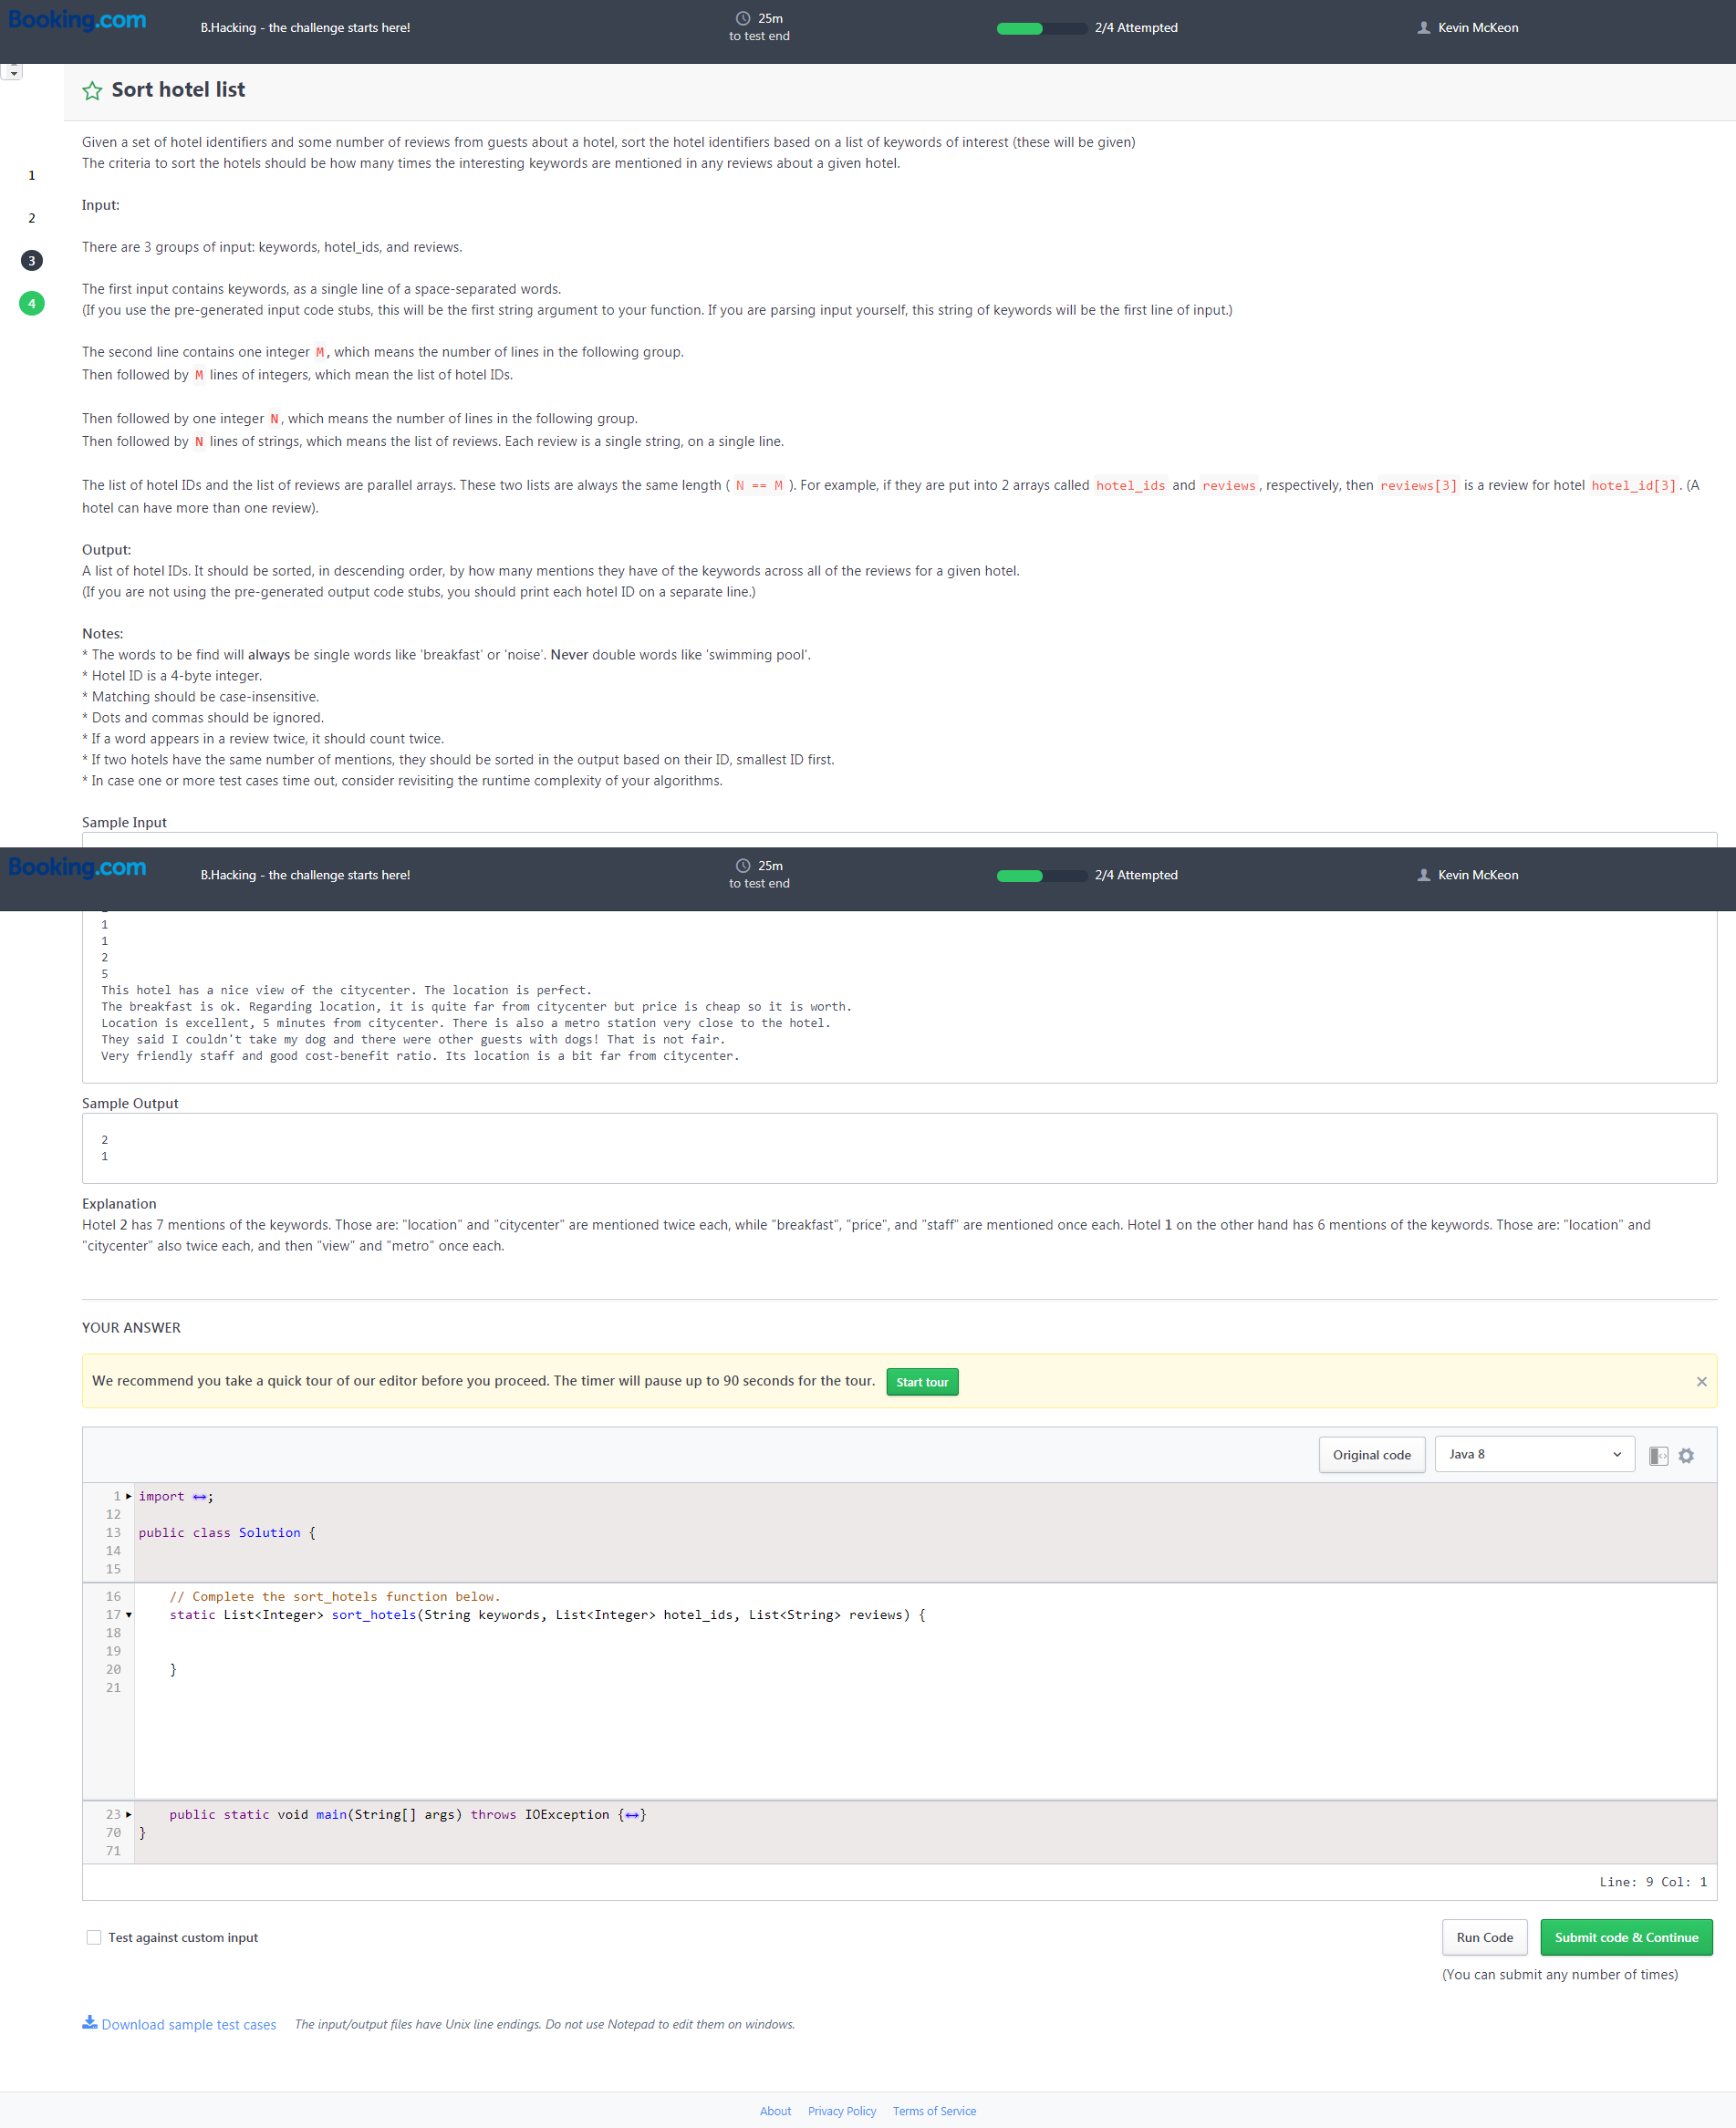 Booking.com
B.Hacking - the challenge starts here!
25m
to test end
2/4 Attempted
Kevin McKeon
Sort hotel list
1
2
3
4
Given a set of hotel identifiers and some number of reviews from guests about a hotel, sort the hotel identifiers based on a list of keywords of interest (these will be given)
The criteria to sort the hotels should be how many times the interesting keywords are mentioned in any reviews about a given hotel.
Input:
There are 3 groups of input: keywords, hotel_ids, and reviews.
The first input contains keywords, as a single line of a space-separated words.
(If you use the pre-generated input code stubs, this will be the first string argument to your function. If you are parsing input yourself, this string of keywords will be the first line of input.)
The second line contains one integer M, which means the number of lines in the following group.
Then followed by M lines of integers, which mean the list of hotel IDs.
Then followed by one integer N, which means the number of lines in the following group.
Then followed by N lines of strings, which means the list of reviews. Each review is a single string, on a single line.
The list of hotel IDs and the list of reviews are parallel arrays. These two lists are always the same length ( N == M ). For example, if they are put into 2 arrays called hotel_ids and reviews, respectively, then reviews[3] is a review for hotel hotel_id[3]. (A
hotel can have more than one review).
Output:
A list of hotel IDs. It should be sorted, in descending order, by how many mentions they have of the keywords across all of the reviews for a given hotel.
(If you are not using the pre-generated output code stubs, you should print each hotel ID on a separate line.)
Notes:
* The words to be find will always be single words like 'breakfast' or 'noise'. Never double words like 'swimming pool'.
* Hotel ID is a 4-byte integer.
* Matching should be case-insensitive.
* Dots and commas should be ignored.
* If a word appears in a review twice, it should count twice.
* If two hotels have the same number of mentions, they should be sorted in the output based on their ID, smallest ID first.
* In case one or more test cases time out, consider revisiting the runtime complexity of your algorithms.
Sample Input
Booking.com
B.Hacking - the challenge starts here!
25m
to test end
2/4 Attempted
Kevin McKeon
1
1
2
5
This hotel has a nice view of the citycenter. The location is perfect.
The breakfast is ok. Regarding location, it is quite far from citycenter but price is cheap so it is worth.
Location is excellent, 5 minutes from citycenter. There is also a metro station very close to the hotel.
They said I couldn't take my dog and there were other guests with dogs! That is not fair.
Very friendly staff and good cost-benefit ratio. Its location is a bit far from citycenter.
Sample Output
2
1
Explanation
Hotel 2 has 7 mentions of the keywords. Those are: "location" and "citycenter" are mentioned twice each, while "breakfast", "price", and "staff" are mentioned once each. Hotel 1 on the other hand has 6 mentions of the keywords. Those are: "location" and
"citycenter" also twice each, and then "view" and "metro" once each.
YOUR ANSWER
We recommend you take a quick tour of our editor before you proceed. The timer will pause up to 90 seconds for the tour.
Start tour
Original code
Java 8
1 import ;
12
13 public class Solution {
14
15
16 // Complete the sort_hotels function below.
17 static List<Integer> sort_hotels(String keywords, List<Integer> hotel_ids, List<String> reviews) {
18
19
20 }
21
23 public static void main(String[] args) throws IOException {}
70 }
71
Line: 9 Col: 1
Test against custom input
Run Code
Submit code & Continue
(You can submit any number of times)
Download sample test cases
The input/output files have Unix line endings. Do not use Notepad to edit them on windows.
About
Privacy Policy
Terms of Service